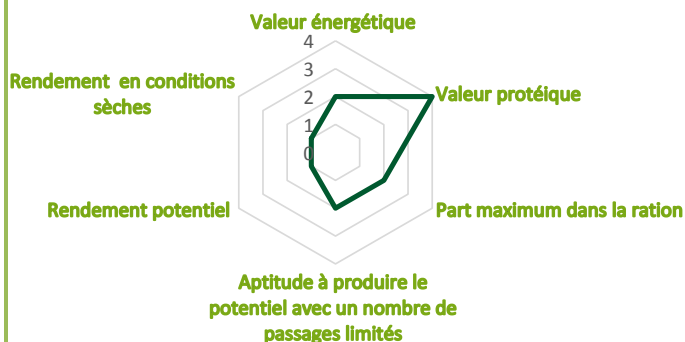 Valeur énergétique
4
3
2
1
0
Rendement en conditions
sèches
Valeur protéique
Rendement potentiel
Part maximum dans la ration
Aptitude à produire le
potentiel avec un nombre de
passages limités